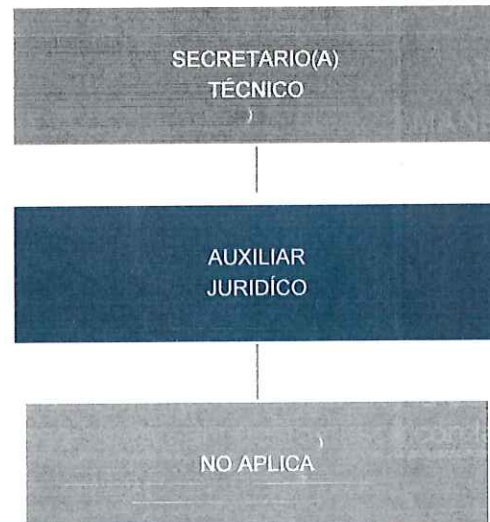 SECRETARIO(A)
TÉCNICO
AUXILIAR
JURIDÍCO
NO APLICA